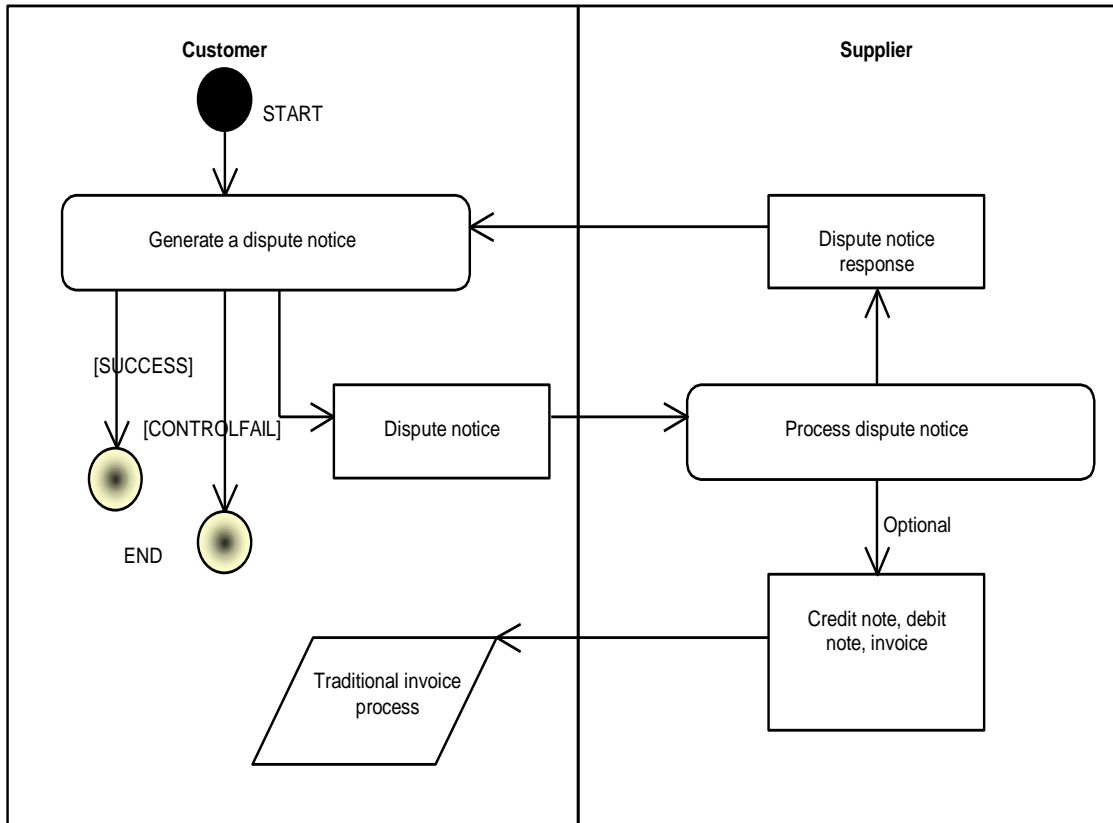 Customer
Supplier
START
Generate a dispute notice
Dispute notice
response
[SUCCESS]
[CONTROLFAIL]
Dispute notice
Process dispute notice
Optional
END
Credit note, debit
note, invoice
Traditional invoice
process